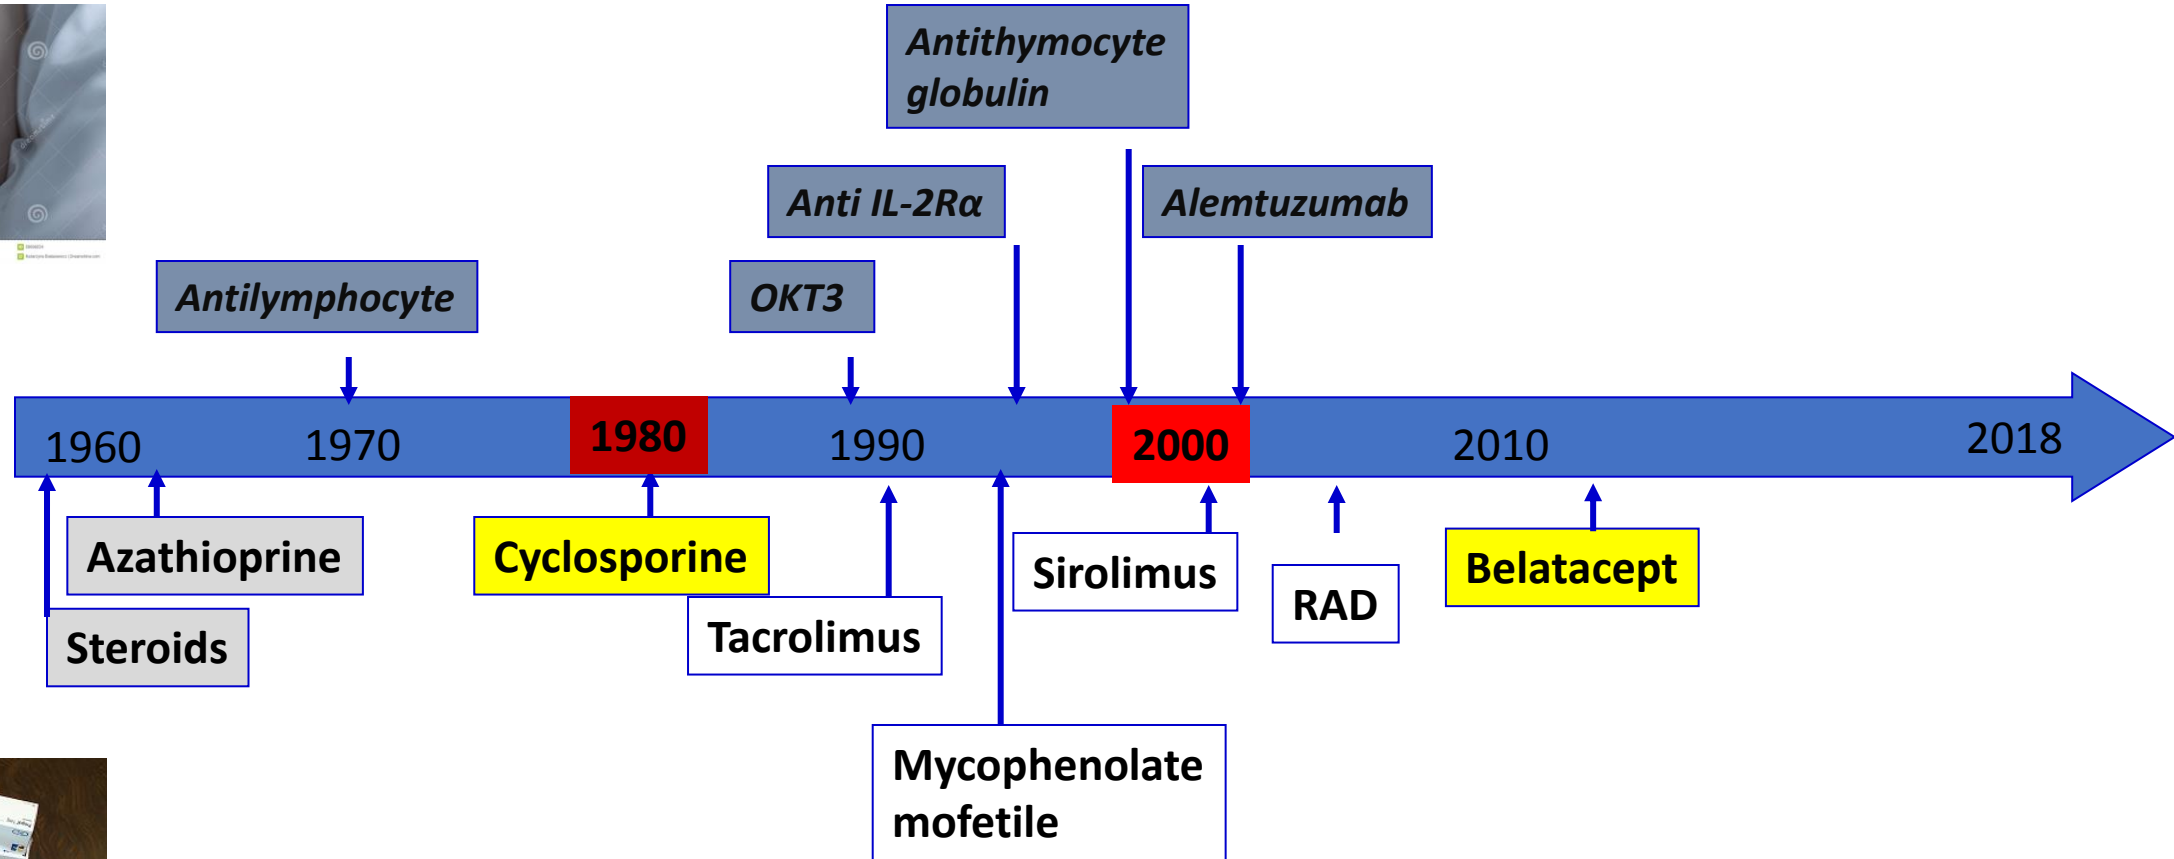 Antithymocyte
globulin
Anti IL-2Rα
Alemtuzumab
Antilymphocyte
OKT3
1960
1970
1980
1990
2000
2010
2018
Azathioprine
Cyclosporine
Sirolimus
Belatacept
RAD
Steroids
Tacrolimus
Mycophenolate
mofetile